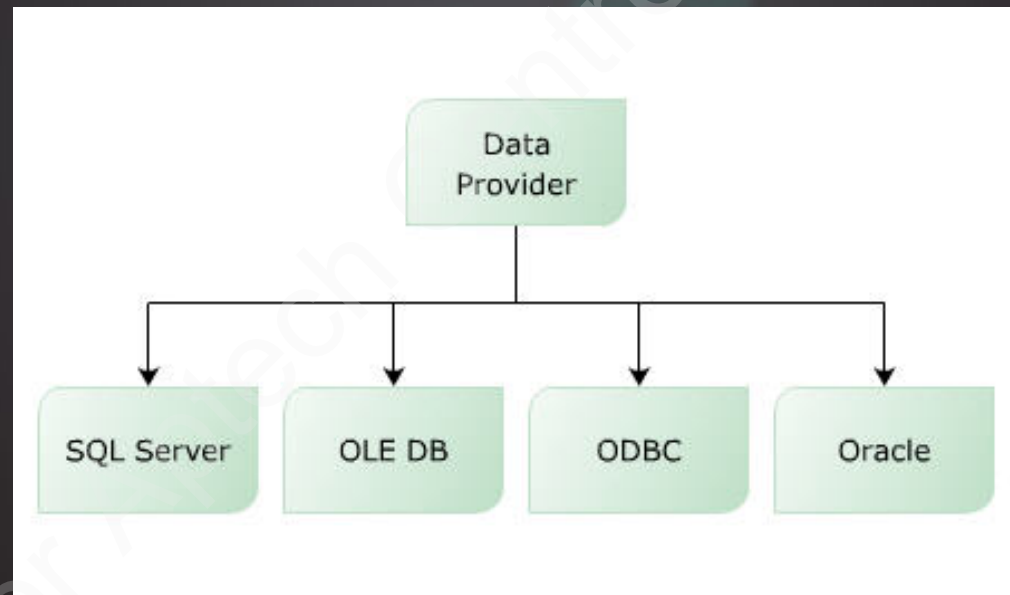 Data
Provider
SQL Server
OLE DB
ODBC
Oracle